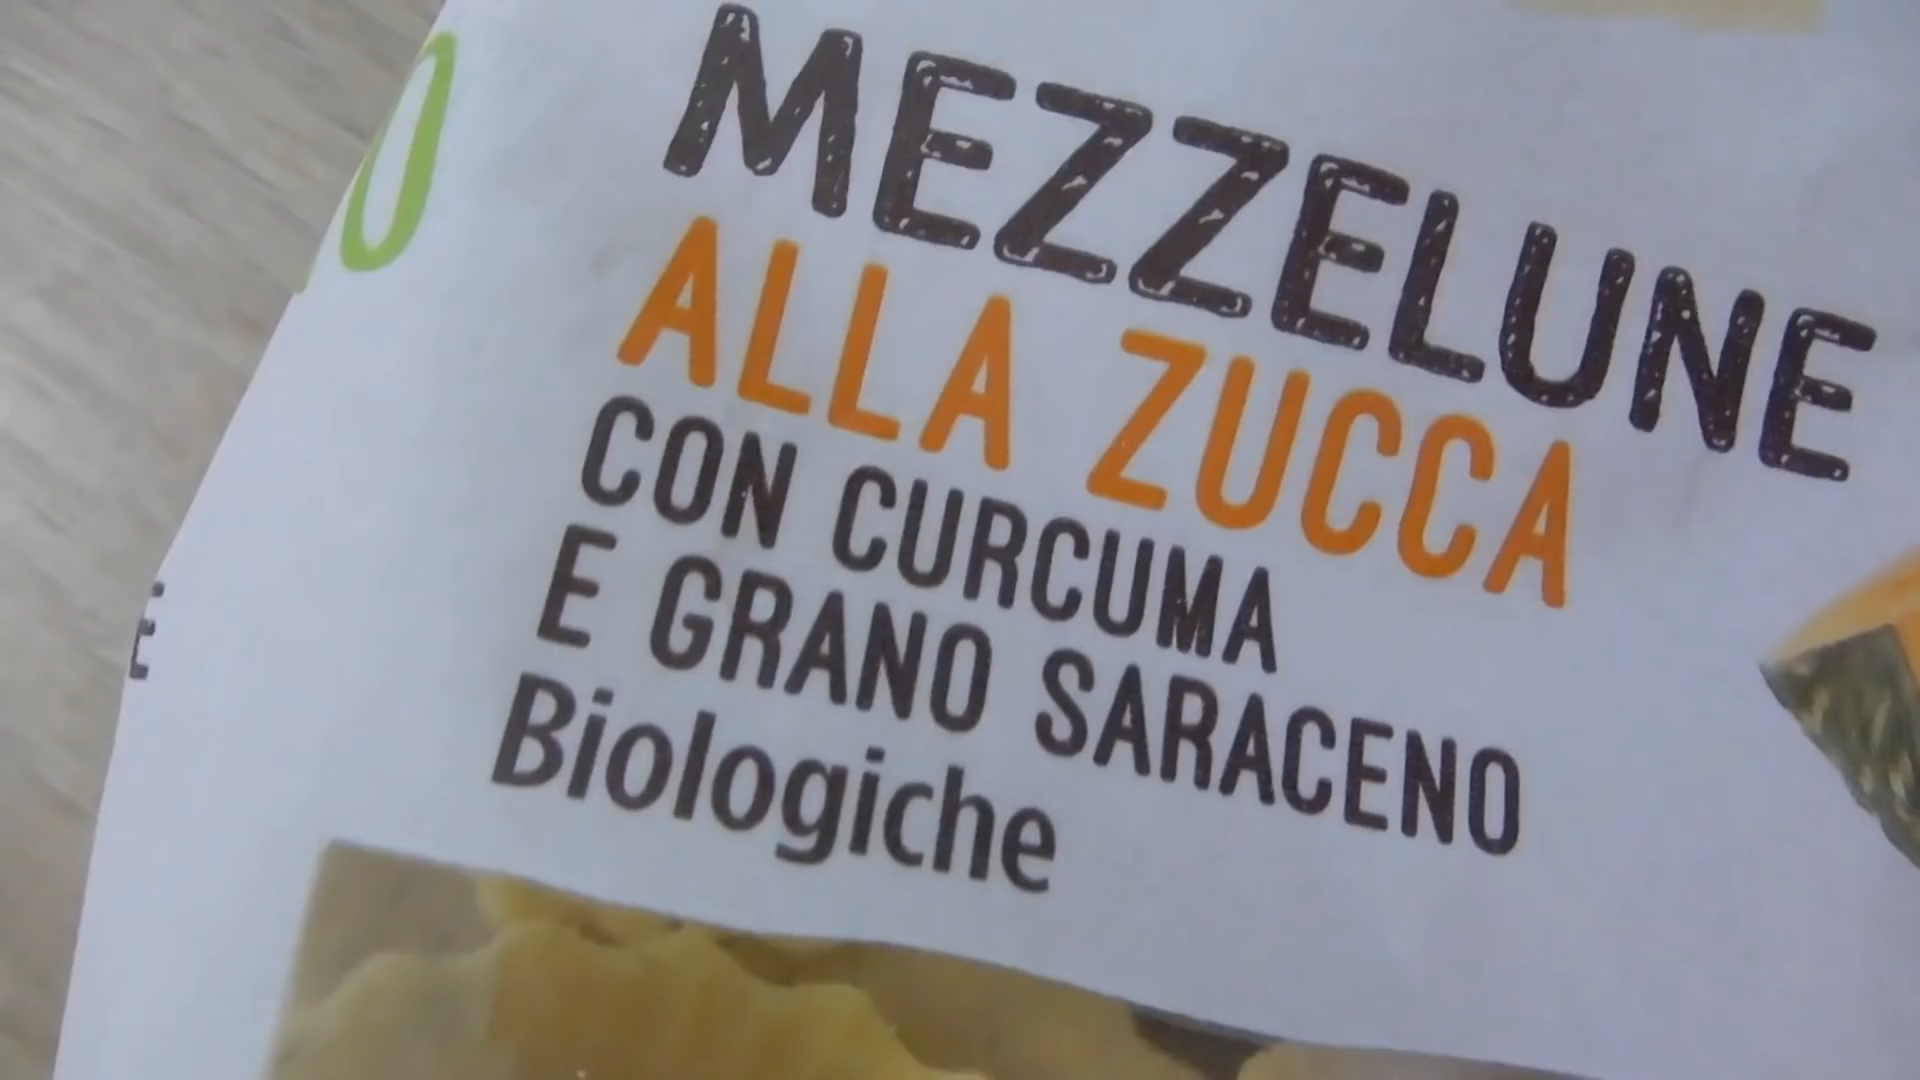 MEZZELUNE
ALLA ZUCCA
CON CURCUMA
E GRANO SARACENO
Biologiche